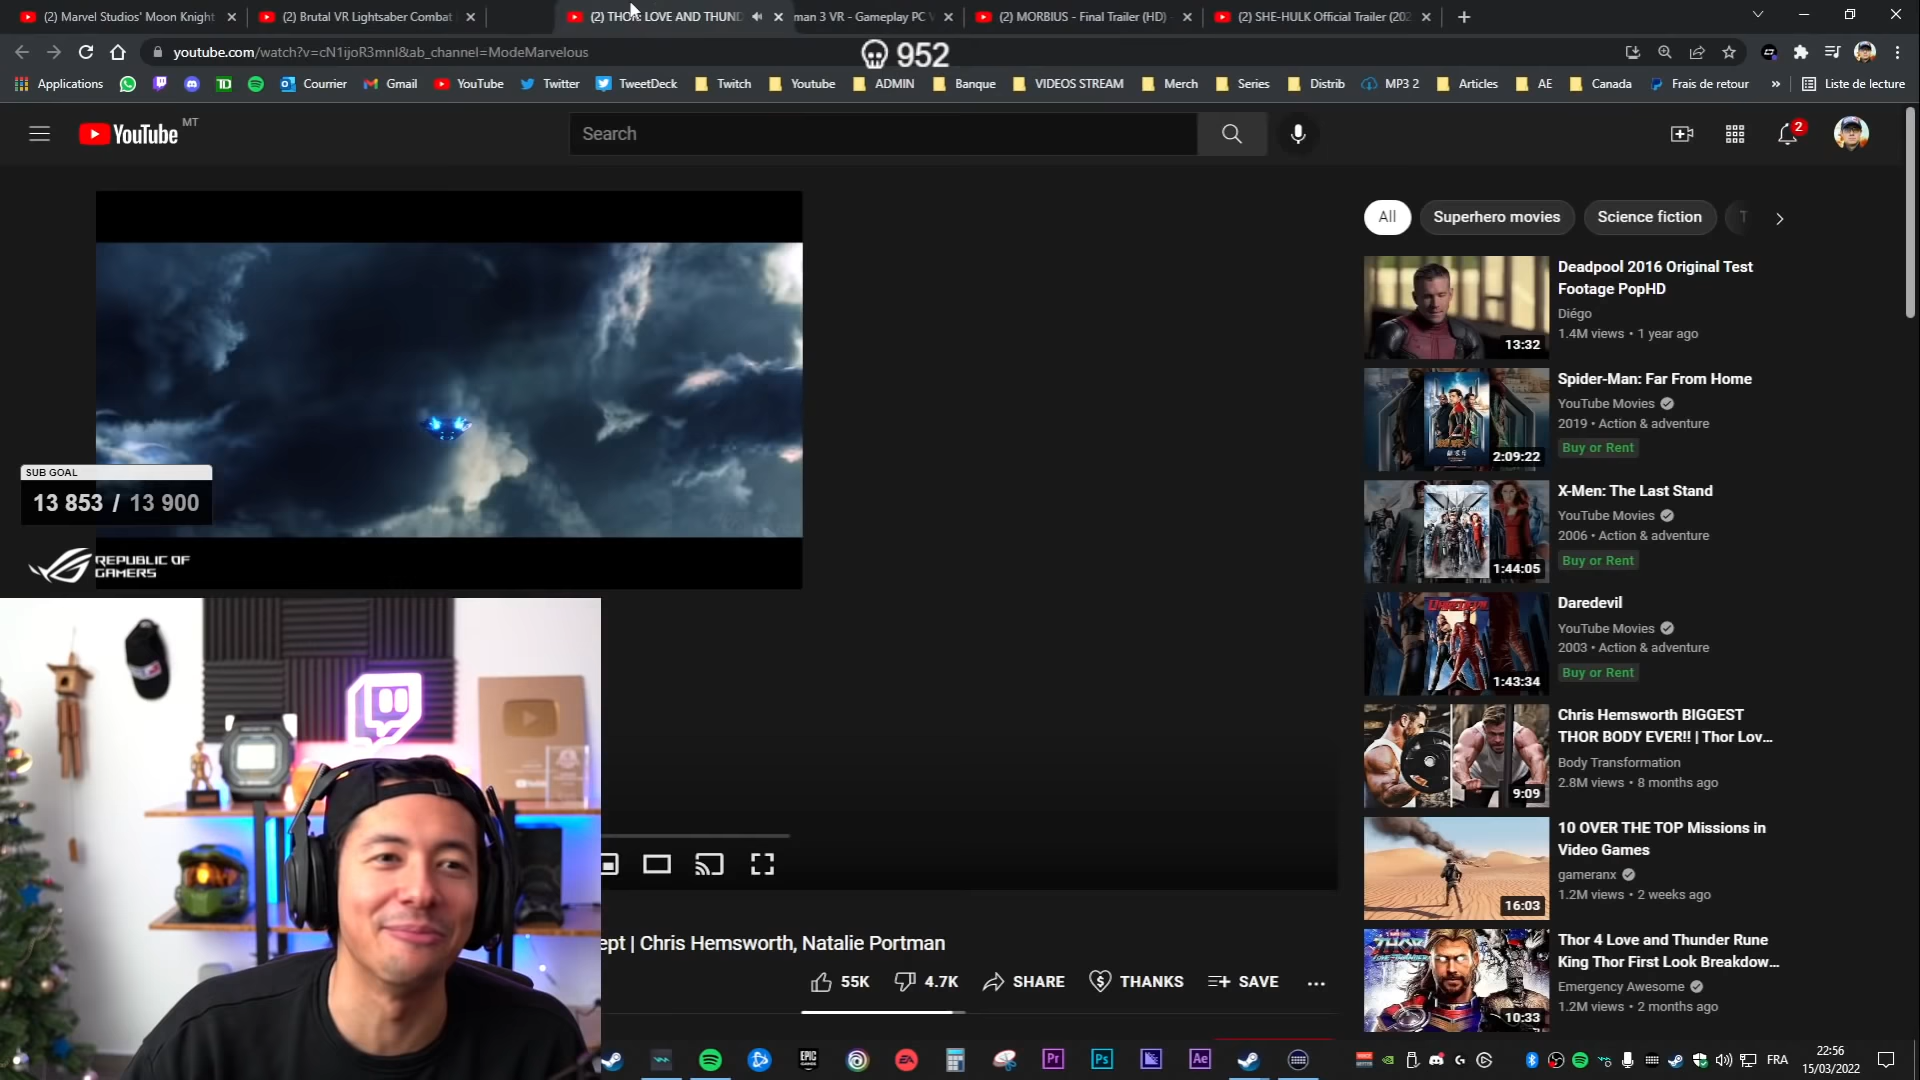 (2) Marvel Studios' Moon Knight
(2) Brutal VR Lightsaber Combat
(2) THOR: LOVE AND THUND
man 3 VR - Gameplay PC V
(2) MORBIUS - Final Trailer (HD)
(2) SHE-HULK Official Trailer (202
youtube.com/watch?v=cN1ijoR3mnI&ab_channel=ModeMarvelous
952
Applications
Courrier
Gmail
YouTube
Twitter
TweetDeck
Twitch
Youtube
ADMIN
Banque
VIDEOS STREAM
Merch
Series
Distrib
MP3 2
Articles
AE
Canada
Frais de retour
»
Liste de lecture
YouTube MT
Search
2
All
Superhero movies
Science fiction
Deadpool 2016 Original Test
Footage PopHD
Diégo
1.4M views • 1 year ago
13:32
Spider-Man: Far From Home
YouTube Movies
2019 • Action & adventure
Buy or Rent
2:09:22
X-Men: The Last Stand
YouTube Movies
2006 • Action & adventure
Buy or Rent
1:44:05
Daredevil
YouTube Movies
2003 • Action & adventure
Buy or Rent
1:43:34
Chris Hemsworth BIGGEST
THOR BODY EVER!! | Thor Lov...
Body Transformation
2.8M views • 8 months ago
9:09
10 OVER THE TOP Missions in
Video Games
gameranx
1.2M views • 2 weeks ago
16:03
Thor 4 Love and Thunder Rune
King Thor First Look Breakdow...
Emergency Awesome
1.2M views • 2 months ago
10:33
SUB GOAL
13 853 / 13 900
REPUBLIC OF
GAMERS
ept | Chris Hemsworth, Natalie Portman
55K
4.7K
SHARE
THANKS
SAVE
...
EPIC
GAMES
EA
Pr
Ps
Ae
FRA
22:56
15/03/2022